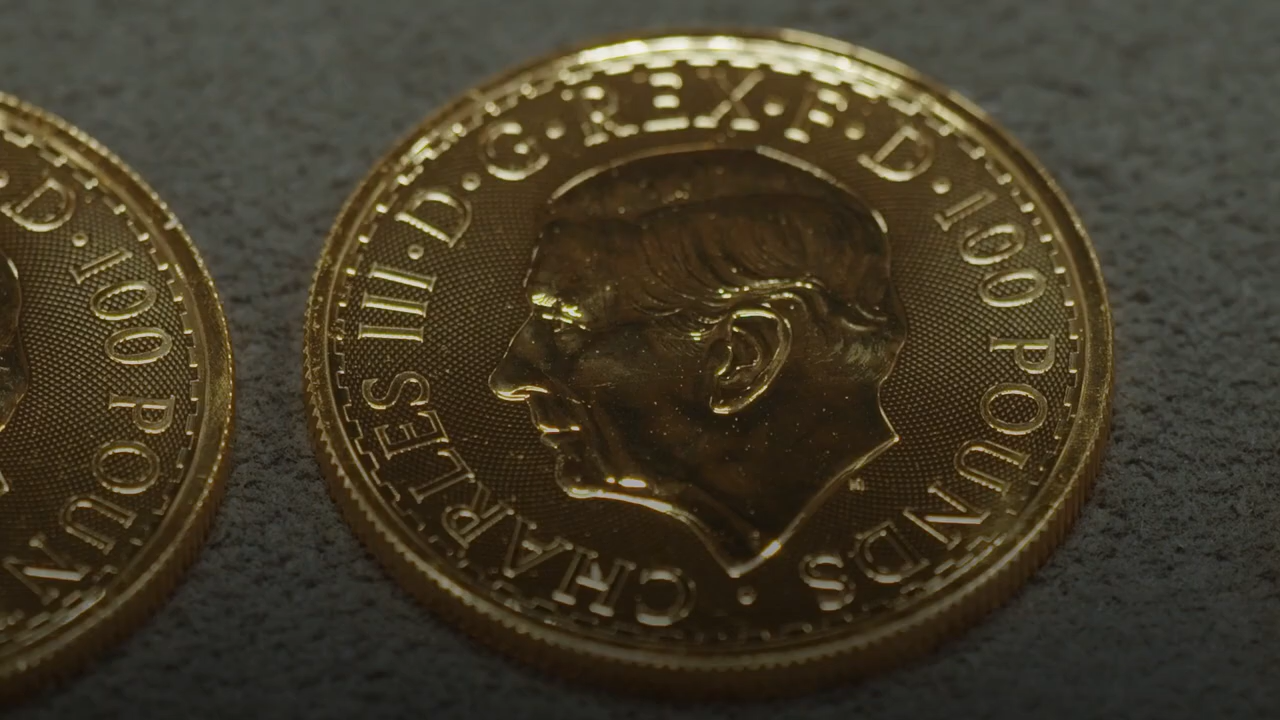 D · 100 POUN
CHARLES III · D · G · REX · F · D · 100 POUNDS ·